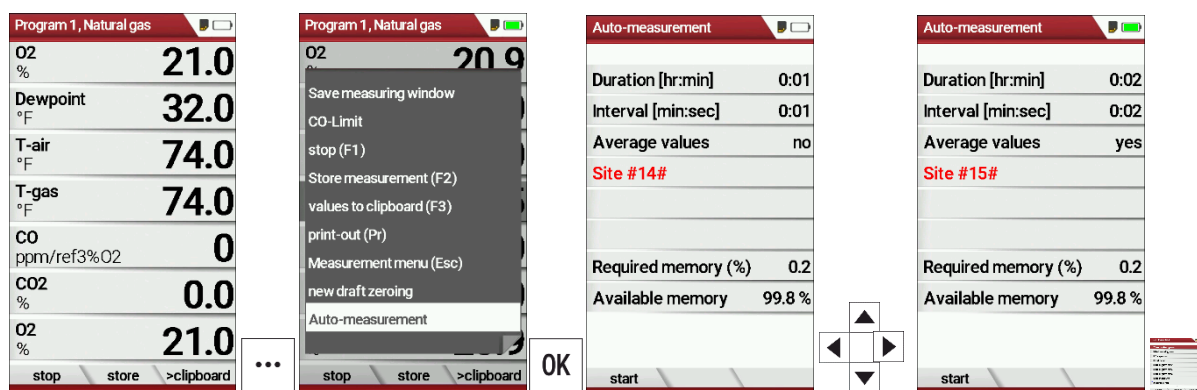 Program 1, Natural gas
O2
%
21.0
Dewpoint
°F
32.0
T-air
°F
74.0
T-gas
°F
74.0
CO
ppm/ref3%O2
0
CO2
%
0.0
O2
%
21.0
stop store >clipboard
•••
Program 1, Natural gas
O2
20.9
Save measuring window
CO-Limit
stop (F1)
Store measurement (F2)
values to clipboard (F3)
print-out (Pr)
Measurement menu (Esc)
new draft zeroing
Auto-measurement
stop store >clipboard
OK
Auto-measurement
Duration [hr:min] 0:01
Interval [min:sec] 0:01
Average values no
Site #14#
Required memory (%) 0.2
Available memory 99.8 %
start
Auto-measurement
Duration [hr:min] 0:02
Interval [min:sec] 0:02
Average values yes
Site #15#
Required memory (%) 0.2
Available memory 99.8 %
start